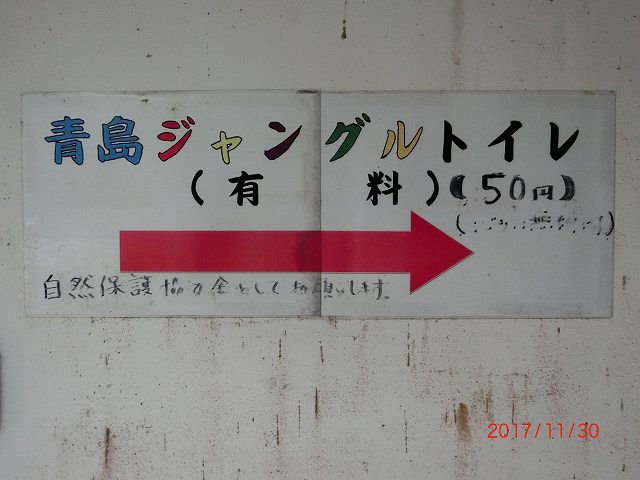 青島ジャングルトイレ
(有料)(50円)
自然保護協力金としてお願いします。
2017/11/30